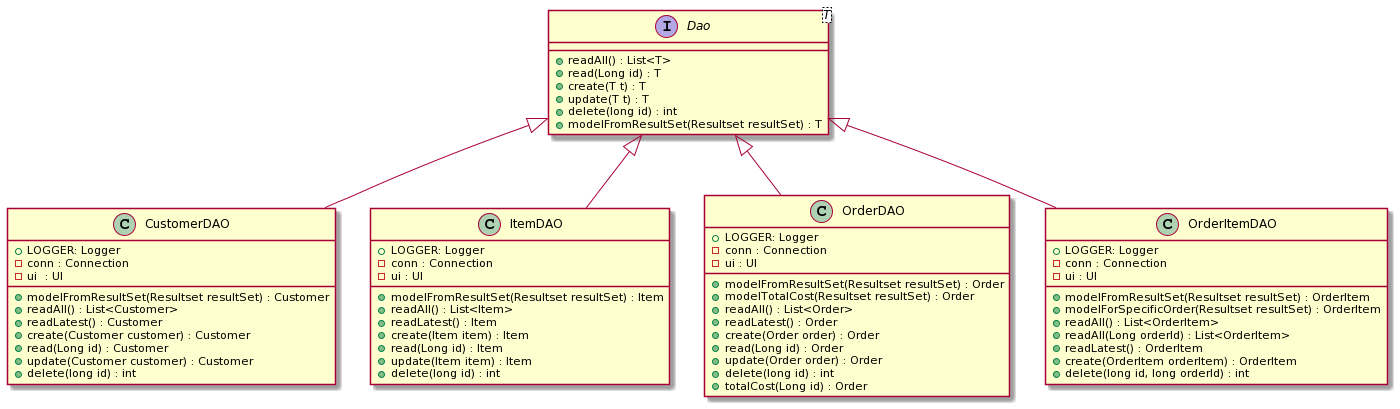 T
I Dao
readAll() : List<T>
read(Long id) : T
create(T t) : T
update(T t) : T
delete(long id) : int
modelFromResultSet(Resultset resultSet) : T
C CustomerDAO
LOGGER: Logger
conn : Connection
ui : UI
modelFromResultSet(Resultset resultSet) : Customer
readAll() : List<Customer>
readLatest() : Customer
create(Customer customer) : Customer
read(Long id) : Customer
update(Customer customer) : Customer
delete(long id) : int
C ItemDAO
LOGGER: Logger
conn : Connection
ui : UI
modelFromResultSet(Resultset resultSet) : Item
readAll() : List<Item>
readLatest() : Item
create(Item item) : Item
read(Long id) : Item
update(Item item) : Item
delete(long id) : int
C OrderDAO
LOGGER: Logger
conn : Connection
ui : UI
modelFromResultSet(Resultset resultSet) : Order
modelTotalCost(Resultset resultSet) : Order
readAll() : List<Order>
readLatest() : Order
create(Order order) : Order
read(Long id) : Order
update(Order order) : Order
delete(long id) : int
totalCost(Long id) : Order
C OrderItemDAO
LOGGER: Logger
conn : Connection
ui : UI
modelFromResultSet(Resultset resultSet) : OrderItem
modelForSpecificOrder(Resultset resultSet) : OrderItem
readAll() : List<OrderItem>
readAll(Long orderId) : List<OrderItem>
readLatest() : OrderItem
create(OrderItem orderItem) : OrderItem
delete(long id, long orderId) : int